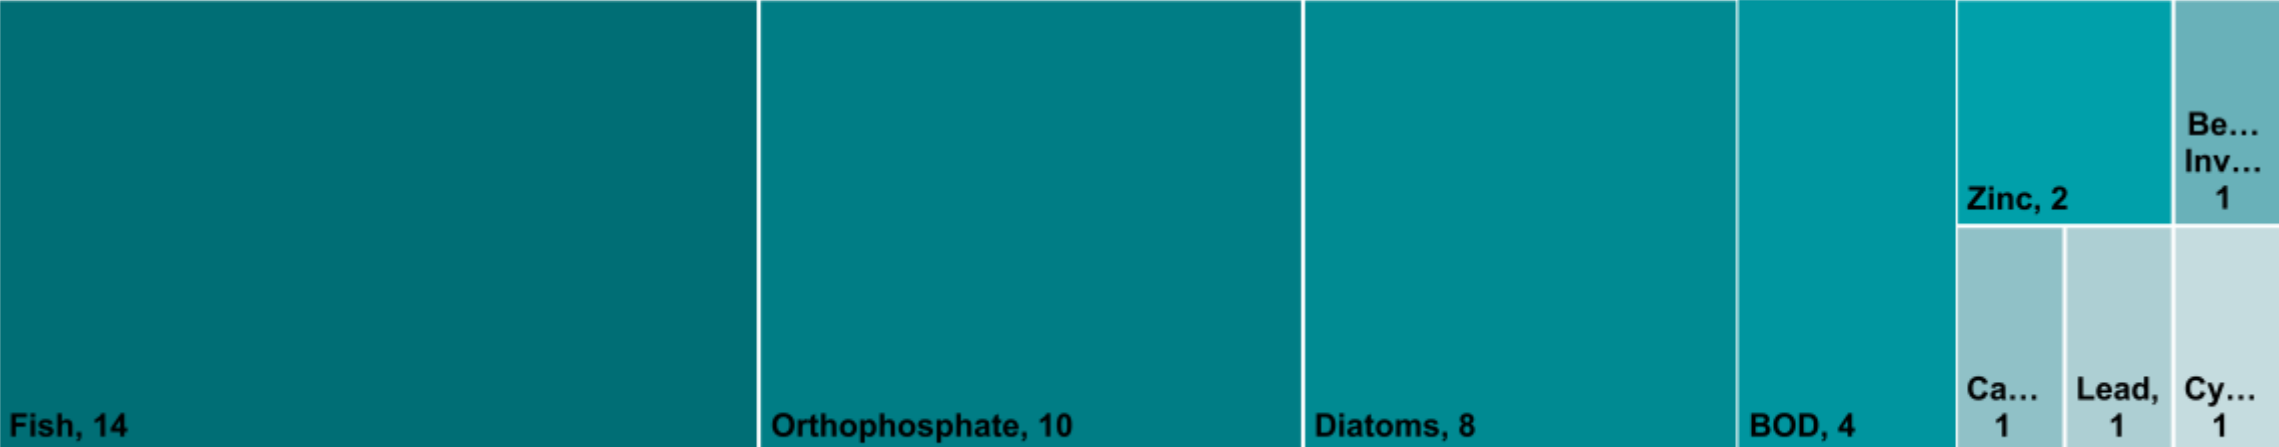 Fish, 14
Orthophosphate, 10
Diatoms, 8
BOD, 4
Zinc, 2
Be…
Inv…
1
Ca…
1
Lead,
1
Cy…
1